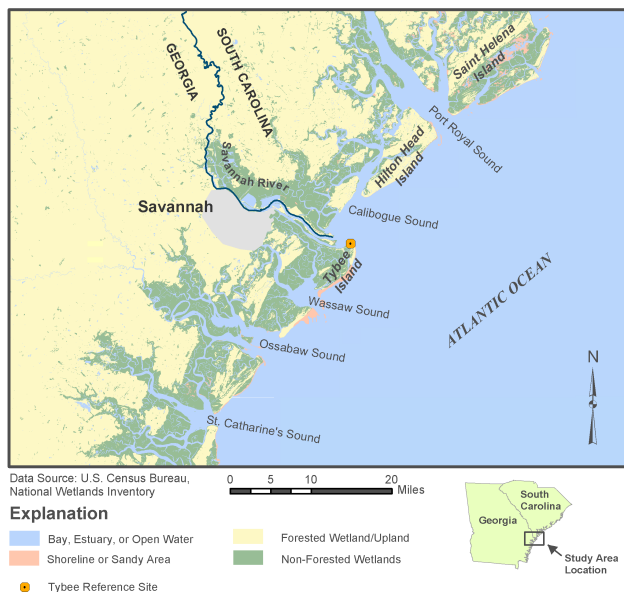 GEORGIA
SOUTH CAROLINA
Saint Helena
Island
Port Royal Sound
Hilton Head
Island
Savannah River
Savannah
Calibogue Sound
Tybee
Island
Wassaw Sound
ATLANTIC OCEAN
Ossabaw Sound
N
St. Catharine's Sound
Data Source: U.S. Census Bureau,
National Wetlands Inventory
0 5 10 20
Miles
Explanation
Bay, Estuary, or Open Water
Shoreline or Sandy Area
Tybee Reference Site
Forested Wetland/Upland
Non-Forested Wetlands
South
Carolina
Georgia
Study Area
Location